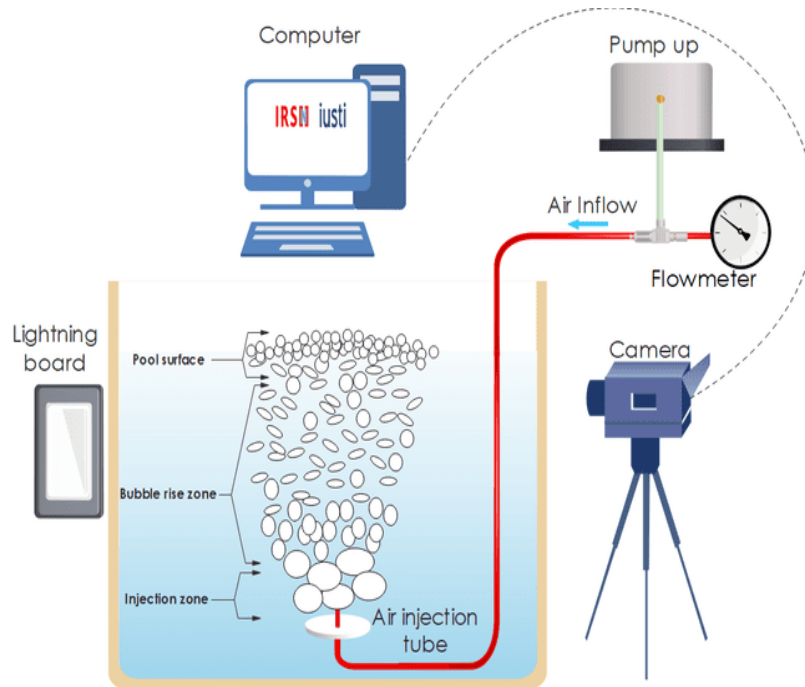 Computer
Pump up
IRSN iusti
Air Inflow
Flowmeter
Lightning
board
Pool surface
Camera
Bubble rise zone
Injection zone
Air injection
tube